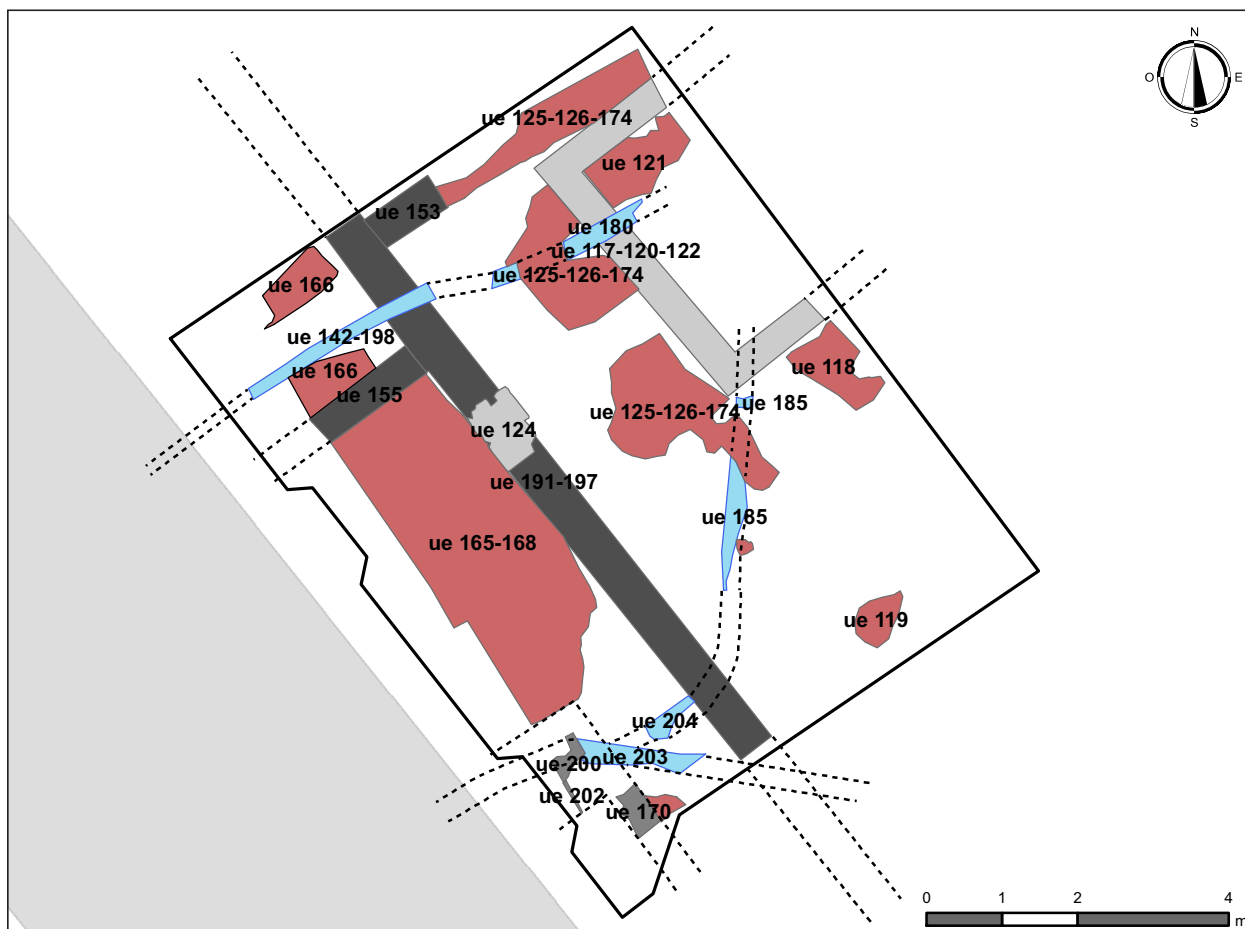 N
O E
S
ue 125-126-174
ue 121
ue 153
ue 180
ue 117-120-122
ue 125-126-174
ue 166
ue 142-198
ue 166
ue 118
ue 155
ue 185
ue 125-126-174
ue 124
ue 191-197
ue 185
ue 165-168
ue 119
ue 204
ue 203
ue 200
ue 202
ue 170
0 1 2 4
m